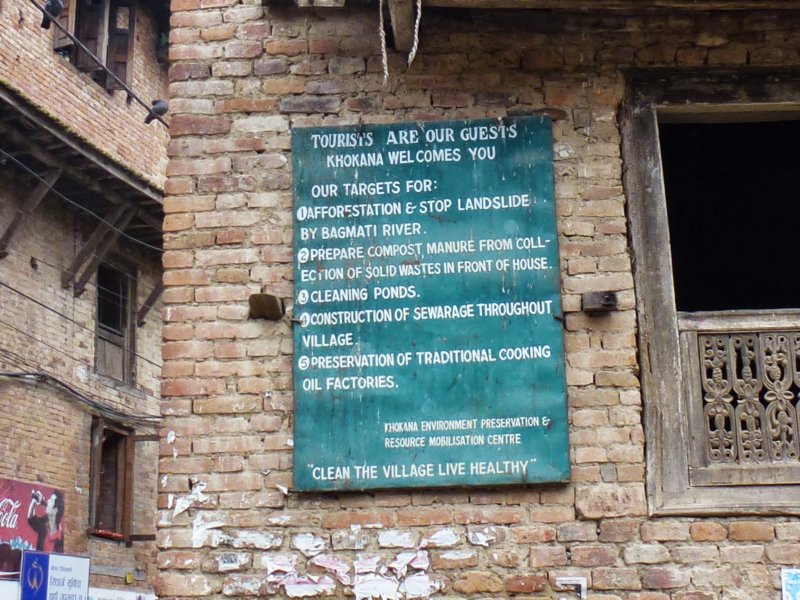 TOURISTS ARE OUR GUESTS
KHOKANA WELCOMES YOU
OUR TARGETS FOR:
1 AFFORESTATION & STOP LANDSLIDE
BY BAGMATI RIVER.
2 PREPARE COMPOST, MANURE FROM COLL-
ECTION OF SOLID WASTES IN FRONT OF HOUSE.
3 CLEANING PONDS.
4 CONSTRUCTION OF SEWARAGE THROUGHOUT
VILLAGE.
5 PRESERVATION OF TRADITIONAL COOKING
OIL FACTORIES.
KHOKANA ENVIRONMENT PRESERVATION &
RESOURCE MOBILISATION CENTRE
"CLEAN THE VILLAGE LIVE HEALTHY"